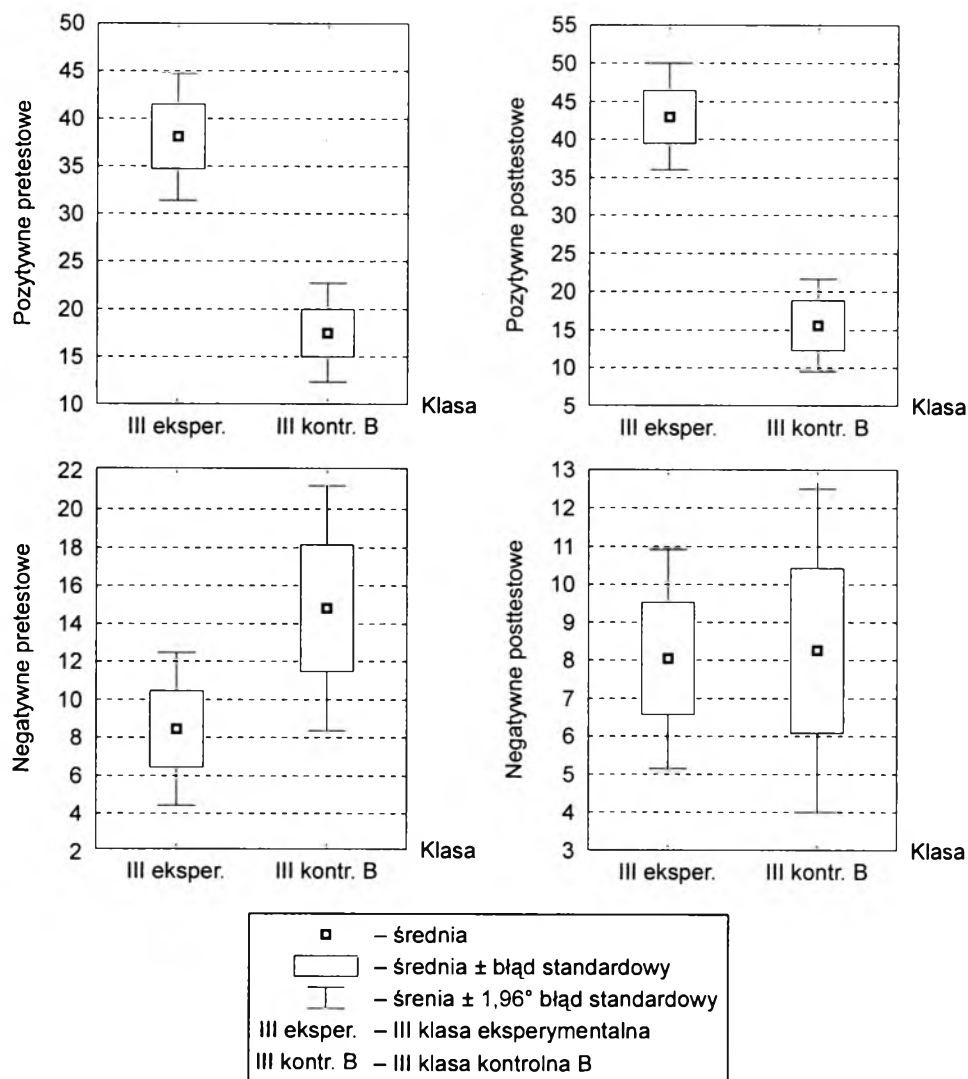 Pozytywne pretestowe
50
45
40
35
30
25
20
15
10
III eksper. III kontr. B
Klasa
Pozytywne posttestowe
55
50
45
40
35
30
25
20
15
10
5
III eksper. III kontr. B
Klasa
Negatywne pretestowe
22
20
18
16
14
12
10
8
6
4
2
III eksper. III kontr. B
Klasa
Negatywne posttestowe
13
12
11
10
9
8
7
6
5
4
3
III eksper. III kontr. B
Klasa
– średnia
– średnia ± błąd standardowy
– śrenia ± 1,96° błąd standardowy
III eksper. – III klasa eksperymentalna
III kontr. B – III klasa kontrolna B